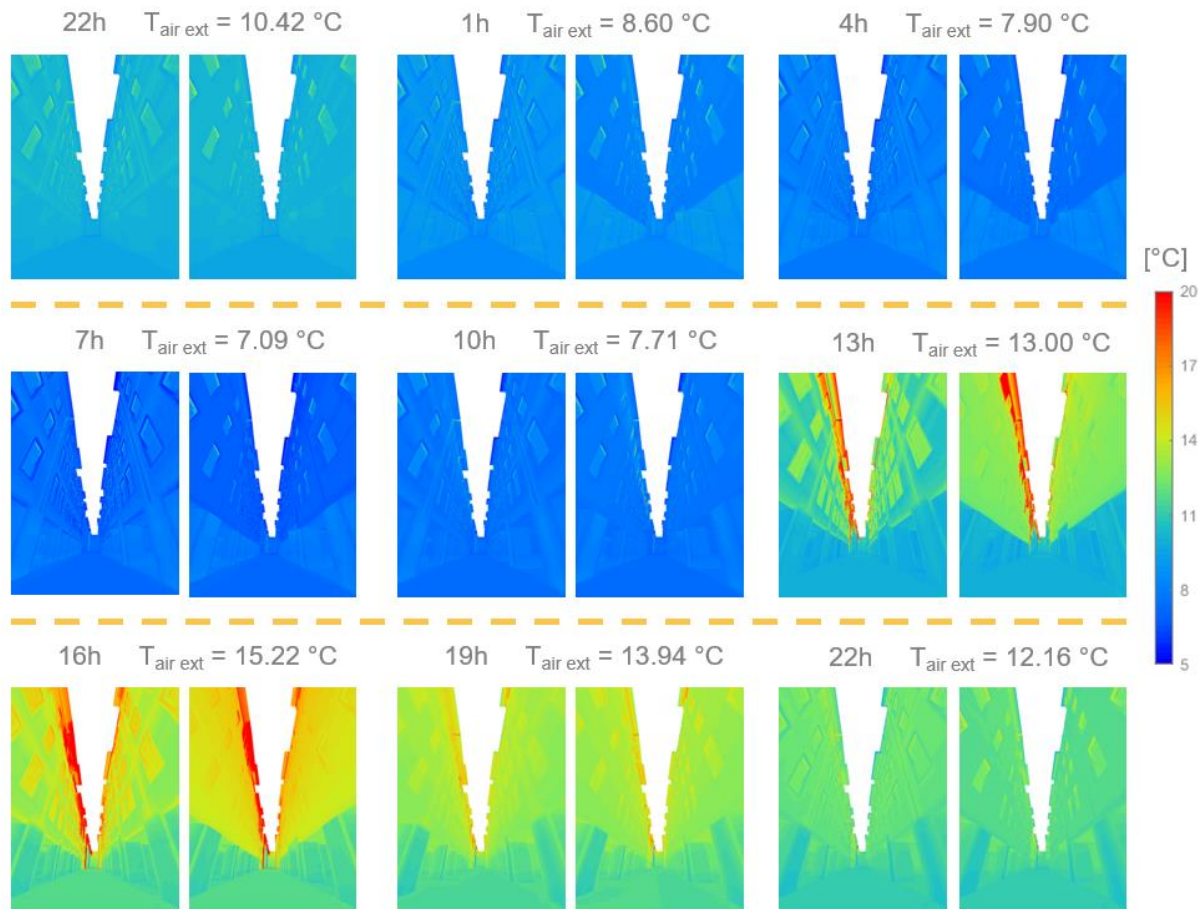 22h T_air ext = 10.42 °C
1h T_air ext = 8.60 °C
4h T_air ext = 7.90 °C
[°C]
20
17
14
11
8
5
7h T_air ext = 7.09 °C
10h T_air ext = 7.71 °C
13h T_air ext = 13.00 °C
16h T_air ext = 15.22 °C
19h T_air ext = 13.94 °C
22h T_air ext = 12.16 °C